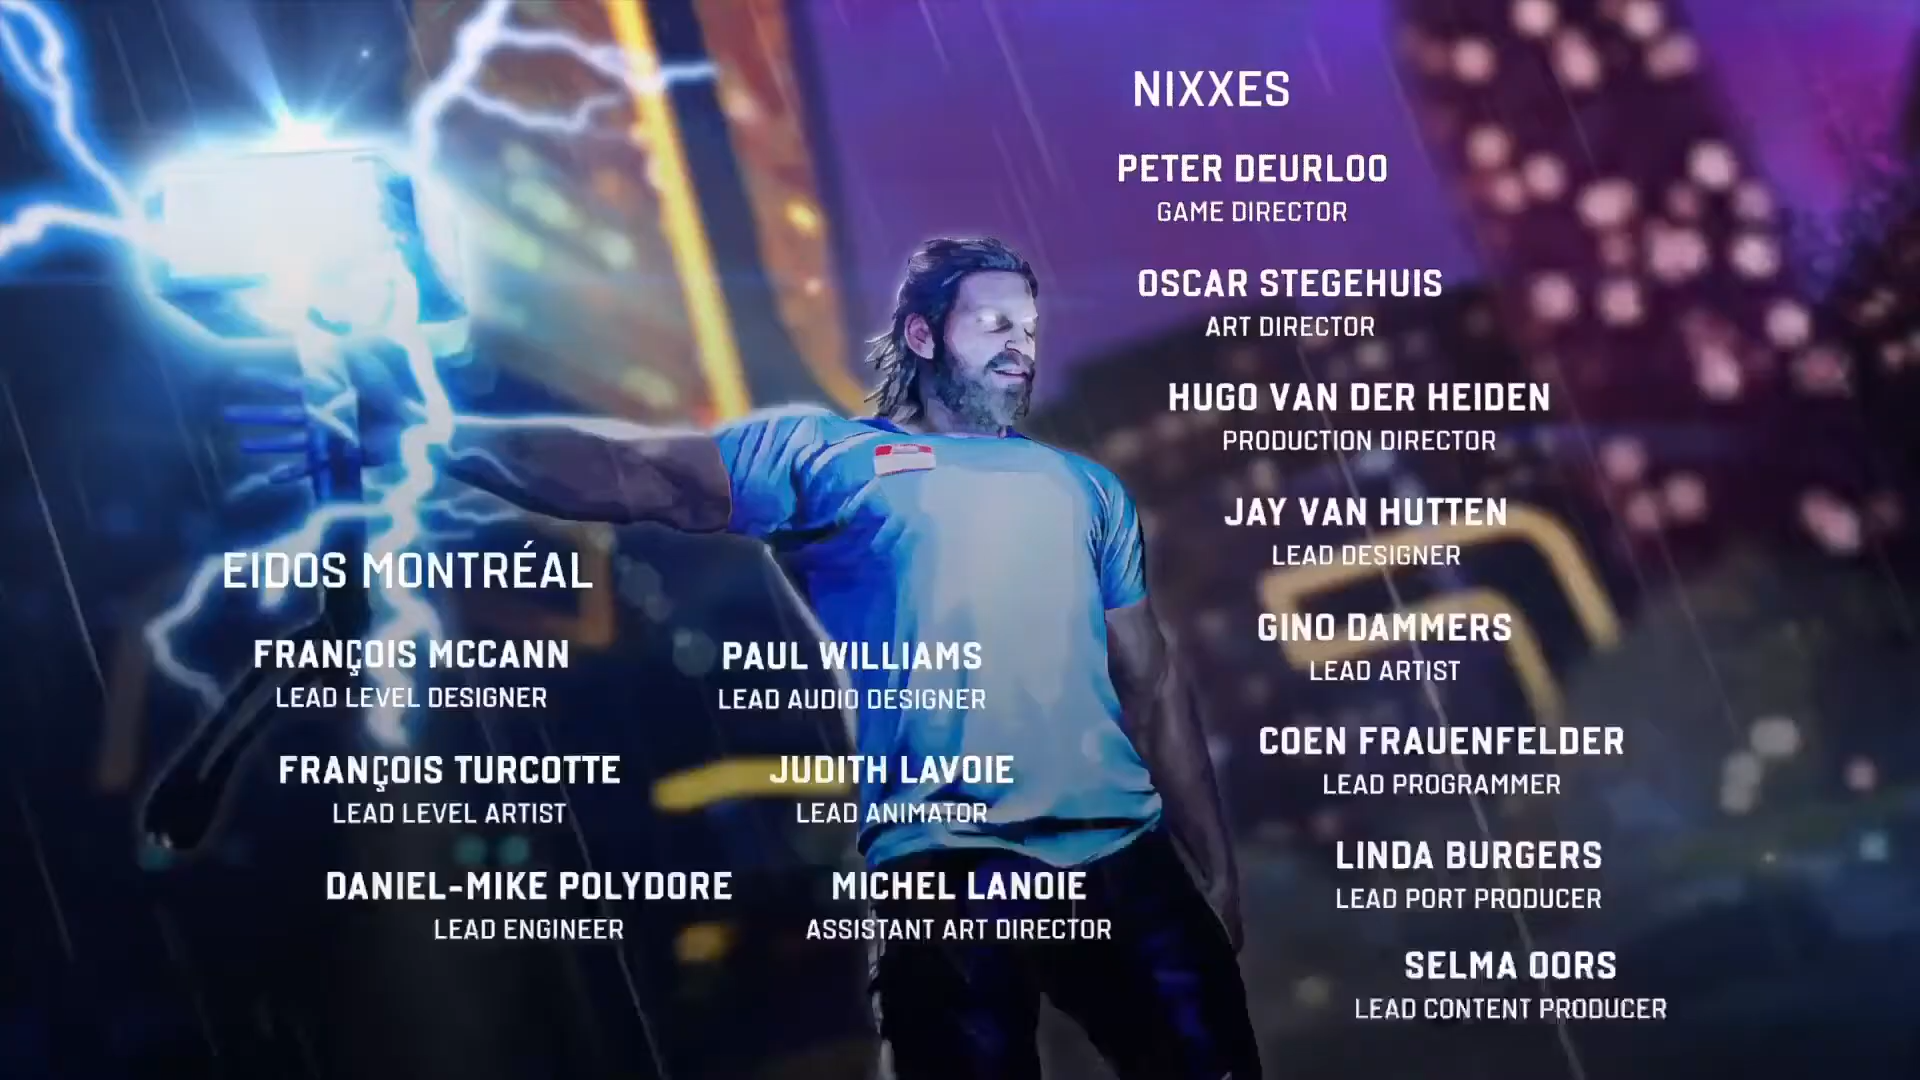 NIXXES
PETER DEURLOO
GAME DIRECTOR
OSCAR STEGEHUIS
ART DIRECTOR
HUGO VAN DER HEIDEN
PRODUCTION DIRECTOR
JAY VAN HUTTEN
LEAD DESIGNER
GINO DAMMERS
LEAD ARTIST
COEN FRAUENFELDER
LEAD PROGRAMMER
LINDA BURGERS
LEAD PORT PRODUCER
SELMA OORS
LEAD CONTENT PRODUCER
EIDOS MONTRÉAL
FRANÇOIS MCCANN
LEAD LEVEL DESIGNER
FRANÇOIS TURCOTTE
LEAD LEVEL ARTIST
DANIEL-MIKE POLYDORE
LEAD ENGINEER
PAUL WILLIAMS
LEAD AUDIO DESIGNER
JUDITH LAVOIE
LEAD ANIMATOR
MICHEL LANOIE
ASSISTANT ART DIRECTOR